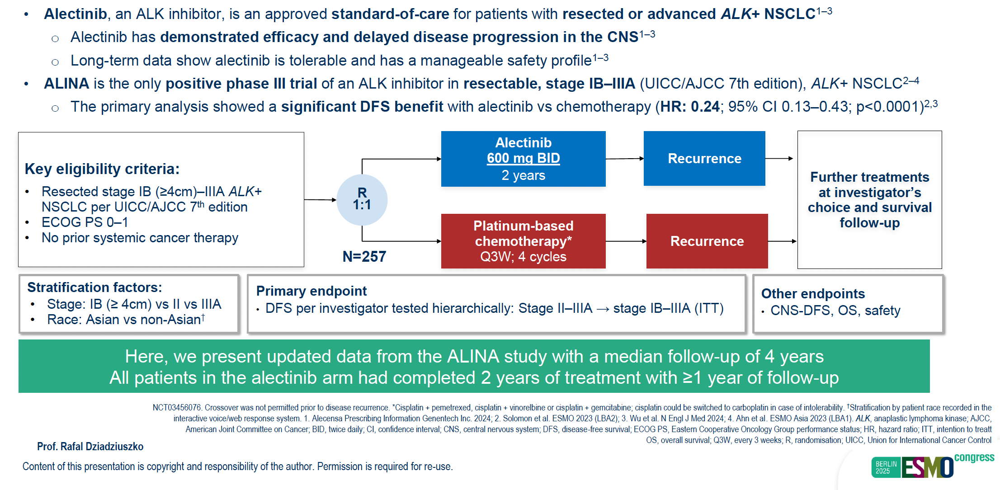 • Alectinib, an ALK inhibitor, is an approved standard-of-care for patients with resected or advanced ALK+ NSCLC1–3
o Alectinib has demonstrated efficacy and delayed disease progression in the CNS1–3
o Long-term data show alectinib is tolerable and has a manageable safety profile1–3
• ALINA is the only positive phase III trial of an ALK inhibitor in resectable, stage IB–IIIA (UICC/AJCC 7th edition), ALK+ NSCLC2–4
o The primary analysis showed a significant DFS benefit with alectinib vs chemotherapy (HR: 0.24; 95% CI 0.13–0.43; p<0.0001)2,3
Key eligibility criteria:
• Resected stage IB (≥4cm)–IIIA ALK+
NSCLC per UICC/AJCC 7th edition
• ECOG PS 0–1
• No prior systemic cancer therapy
R
1:1
N=257
Alectinib
600 mg BID
2 years
Recurrence
Platinum-based
chemotherapy*
Q3W; 4 cycles
Recurrence
Further treatments
at investigator’s
choice and survival
follow-up
Stratification factors:
• Stage: IB (≥ 4cm) vs II vs IIIA
• Race: Asian vs non-Asian†
Primary endpoint
• DFS per investigator tested hierarchically: Stage II–IIIA → stage IB–IIIA (ITT)
Other endpoints
• CNS-DFS, OS, safety
Here, we present updated data from the ALINA study with a median follow-up of 4 years
All patients in the alectinib arm had completed 2 years of treatment with ≥1 year of follow-up
NCT03456076. Crossover was not permitted prior to disease recurrence. *Cisplatin + pemetrexed, cisplatin + vinorelbine or cisplatin + gemcitabine; cisplatin could be switched to carboplatin in case of intolerability. †Stratification by patient race recorded in the
interactive voice/web response system. 1. Alecensa Prescribing Information Genentech Inc. 2024; 2. Solomon et al. ESMO 2023 (LBA2); 3. Wu et al. N Engl J Med 2024; 4. Ahn et al. ESMO Asia 2023 (LBA1). ALK, anaplastic lymphoma kinase; AJCC,
American Joint Committee on Cancer; BID, twice daily; CI, confidence interval; CNS, central nervous system; DFS, disease-free survival; ECOG PS, Eastern Cooperative Oncology Group performance status; HR, hazard ratio; ITT, intention to treatt
OS, overall survival; Q3W, every 3 weeks; R, randomisation; UICC, Union for International Cancer Control
Prof. Rafal Dziadziuszko
Content of this presentation is copyright and responsibility of the author. Permission is required for re-use.
BERLIN
2025
ESMO congress